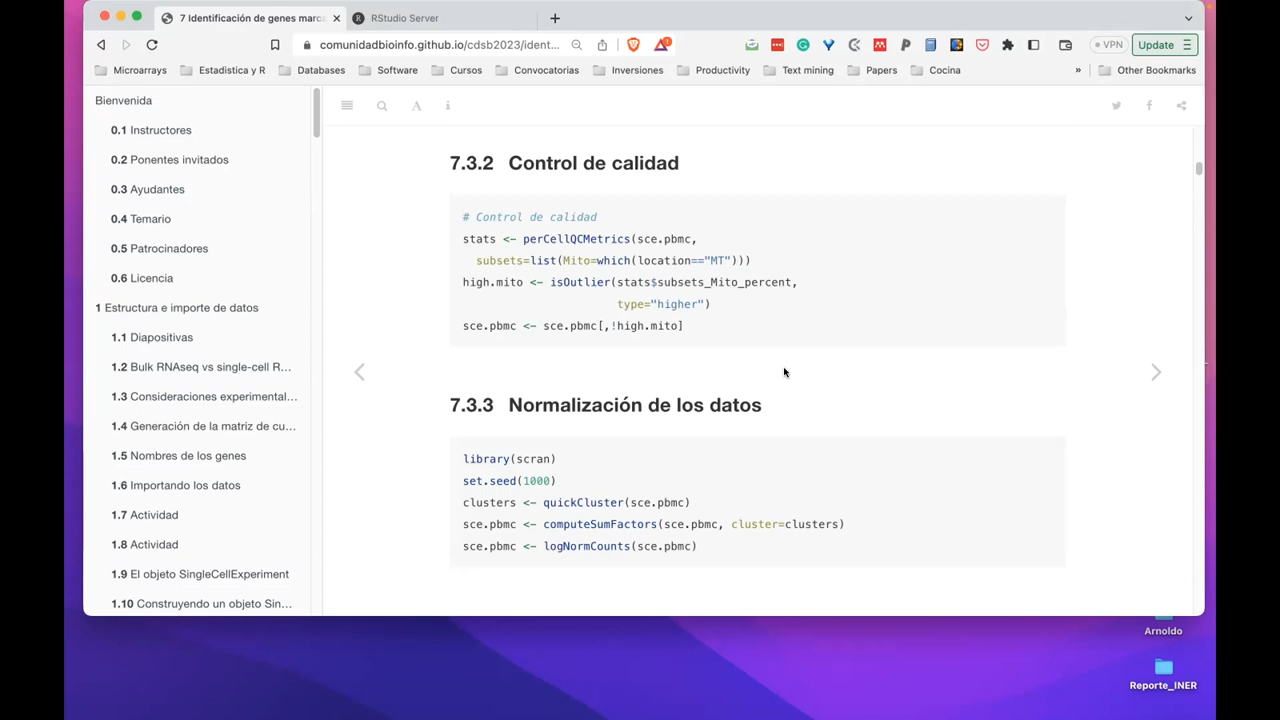 7 Identificación de genes marca
RStudio Server
comunidadbioinfo.github.io/cdsb2023/ident...
VPN
Update
Microarrays
Estadistica y R
Databases
Software
Cursos
Convocatorias
Inversiones
Productivity
Text mining
Papers
Cocina
»
Other Bookmarks
Bienvenida
0.1 Instructores
0.2 Ponentes invitados
0.3 Ayudantes
0.4 Temario
0.5 Patrocinadores
0.6 Licencia
1 Estructura e importe de datos
1.1 Diapositivas
1.2 Bulk RNAseq vs single-cell R...
1.3 Consideraciones experimental...
1.4 Generación de la matriz de cu...
1.5 Nombres de los genes
1.6 Importando los datos
1.7 Actividad
1.8 Actividad
1.9 El objeto SingleCellExperiment
1.10 Construyendo un objeto Sin...
7.3.2 Control de calidad
# Control de calidad
stats <- perCellQCMetrics(sce.pbmc,
subsets=list(Mito=which(location=="MT")))
high.mito <- isOutlier(stats$subsets_Mito_percent,
type="higher")
sce.pbmc <- sce.pbmc[,!high.mito]
7.3.3 Normalización de los datos
library(scran)
set.seed(1000)
clusters <- quickCluster(sce.pbmc)
sce.pbmc <- computeSumFactors(sce.pbmc, cluster=clusters)
sce.pbmc <- logNormCounts(sce.pbmc)
Arnoldo
Reporte_INER